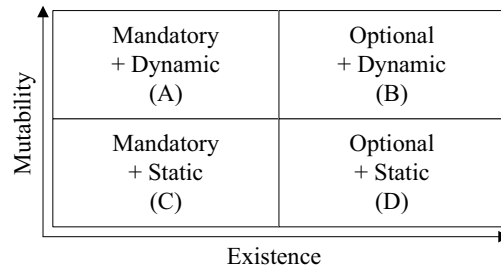 Mutability
Mandatory
+ Dynamic
(A)
Optional
+ Dynamic
(B)
Mandatory
+ Static
(C)
Optional
+ Static
(D)
Existence